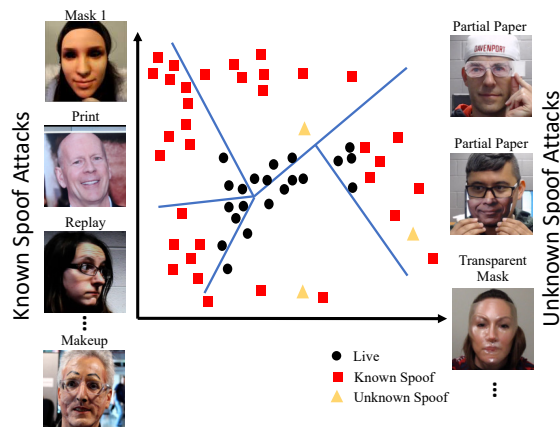 Known Spoof Attacks
Mask 1
Print
Replay
Makeup
Live
Known Spoof
Unknown Spoof
Partial Paper
DAVENPORT
Partial Paper
Transparent
Mask
Unknown Spoof Attacks